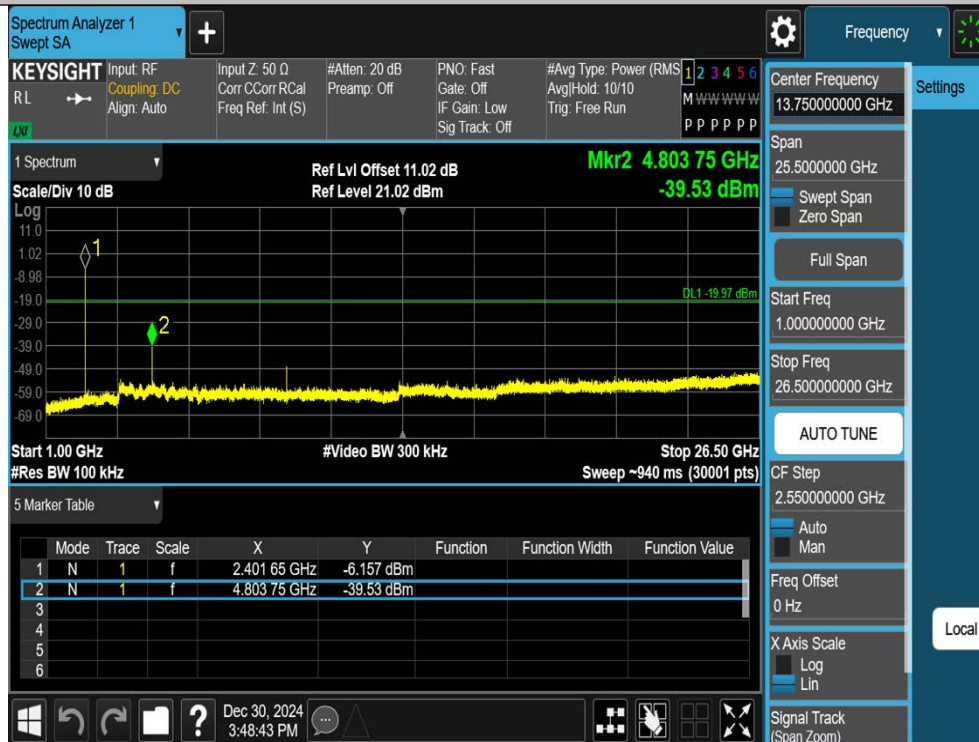 Spectrum Analyzer 1
Swept SA
+
Frequency
KEYSIGHT
RL
LXI
Input: RF
Coupling: DC
Align: Auto
Input Z: 50 Ω
Corr CCorr RCal
Freq Ref: Int (S)
#Atten: 20 dB
Preamp: Off
PNO: Fast
Gate: Off
IF Gain: Low
Sig Track: Off
#Avg Type: Power (RMS
Avg|Hold: 10/10
Trig: Free Run
1 2 3 4 5 6
M W W W W W
P P P P P P
1 Spectrum
Scale/Div 10 dB
Ref Lvl Offset 11.02 dB
Ref Level 21.02 dBm
Mkr2 4.803 75 GHz
-39.53 dBm
Log
11.0
1.02
-8.98
-19.0
-29.0
-39.0
-49.0
-59.0
-69.0
1
2
DL1 -19.97 dBm
Start 1.00 GHz
#Video BW 300 kHz
Stop 26.50 GHz
#Res BW 100 kHz
Sweep ~940 ms (30001 pts)
5 Marker Table
Mode Trace Scale X Y Function Function Width Function Value
1 N 1 f 2.401 65 GHz -6.157 dBm
2 N 1 f 4.803 75 GHz -39.53 dBm
3
4
5
6
?
Dec 30, 2024
3:48:43 PM
Center Frequency
13.750000000 GHz
Settings
Span
25.5000000 GHz
Swept Span
Zero Span
Full Span
Start Freq
1.000000000 GHz
Stop Freq
26.500000000 GHz
AUTO TUNE
CF Step
2.550000000 GHz
Auto
Man
Freq Offset
0 Hz
Local
X Axis Scale
Log
Lin
Signal Track
(Span Zoom)